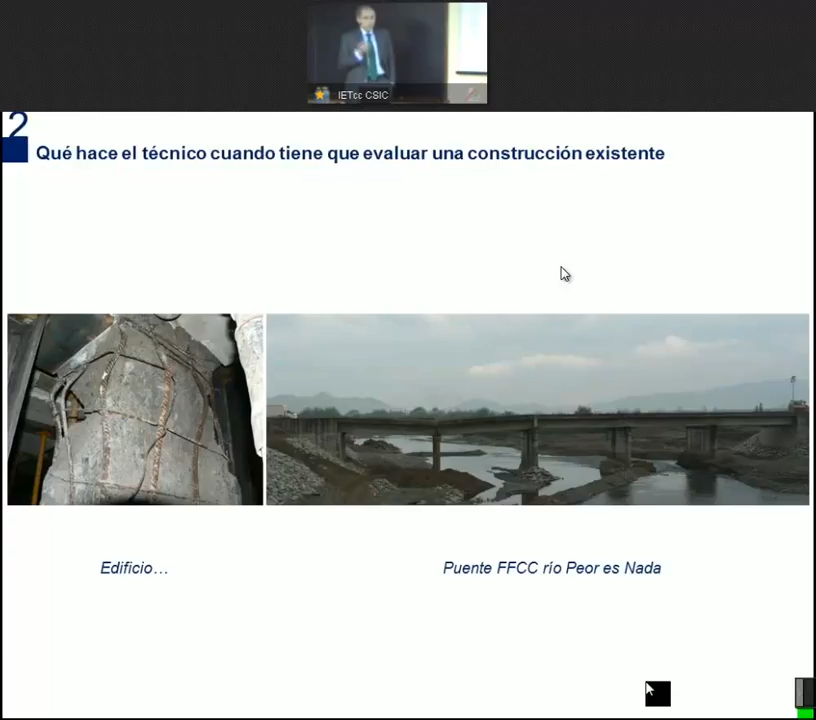 IETcc CSIC
2
Qué hace el técnico cuando tiene que evaluar una construcción existente
Edificio…
Puente FFCC río Peor es Nada